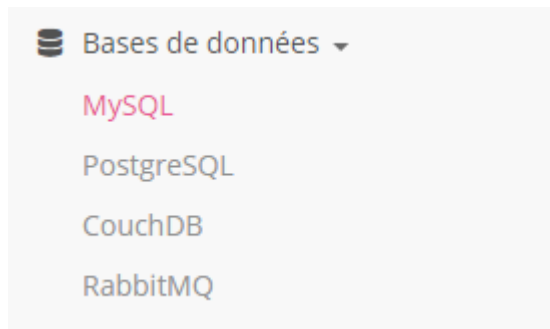 Bases de données
MySQL
PostgreSQL
CouchDB
RabbitMQ